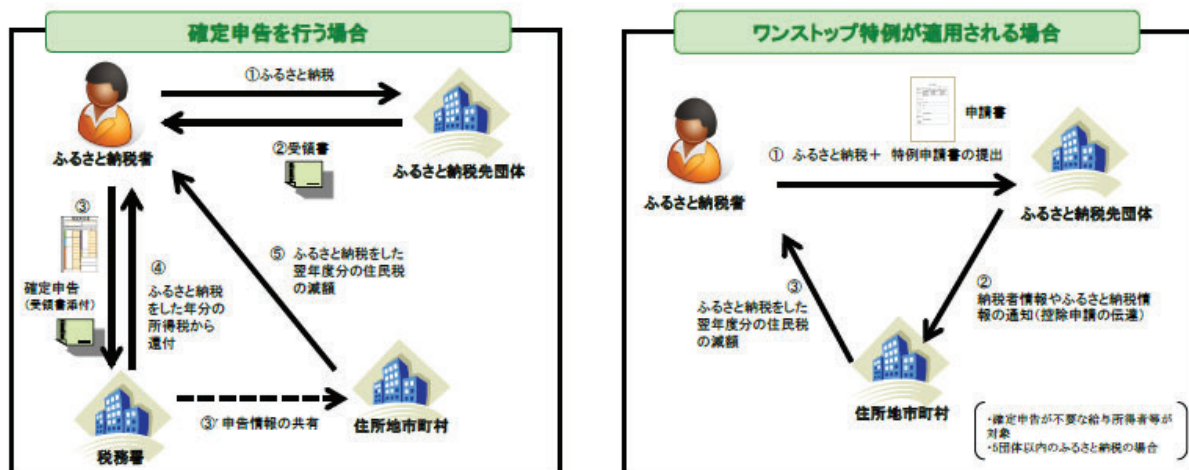 確定申告を行う場合
①ふるさと納税
ふるさと納税者
②受領書
ふるさと納税先団体
③
確定申告
(受領書添付)
④
ふるさと納税
をした年分の
所得税から
還付
⑤ ふるさと納税をした
翌年度分の住民税
の減額
税務署
③’申告情報の共有
住所地市町村
ワンストップ特例が適用される場合
申請書
① ふるさと納税+ 特例申請書の提出
ふるさと納税者
ふるさと納税先団体
③
ふるさと納税をした
翌年度分の住民税
の減額
②
納税者情報やふるさと納税情
報の通知(控除申請の伝達)
住所地市町村
・確定申告が不要な給与所得者等が
対象
・5団体以内のふるさと納税の場合